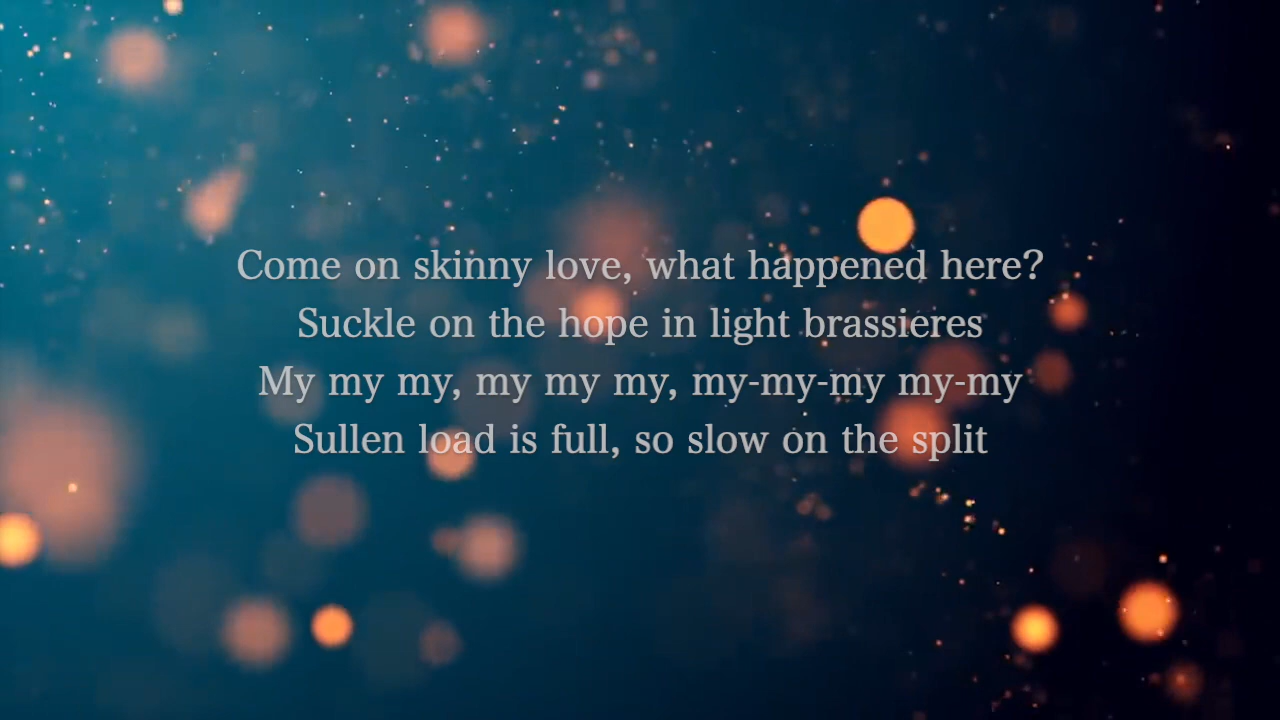 Come on skinny love, what happened here?
Suckle on the hope in light brassieres
My my my, my my my, my-my-my my-my
Sullen load is full, so slow on the split